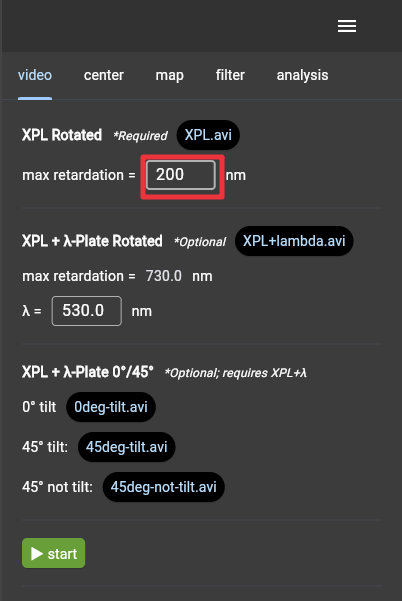 video center map filter analysis
XPL Rotated *Required XPL.avi
max retardation = 200 nm
XPL + λ-Plate Rotated *Optional XPL+lambda.avi
max retardation = 730.0 nm
λ = 530.0 nm
XPL + λ-Plate 0°/45° *Optional; requires XPL+λ
0° tilt 0deg-tilt.avi
45° tilt: 45deg-tilt.avi
45° not tilt: 45deg-not-tilt.avi
start